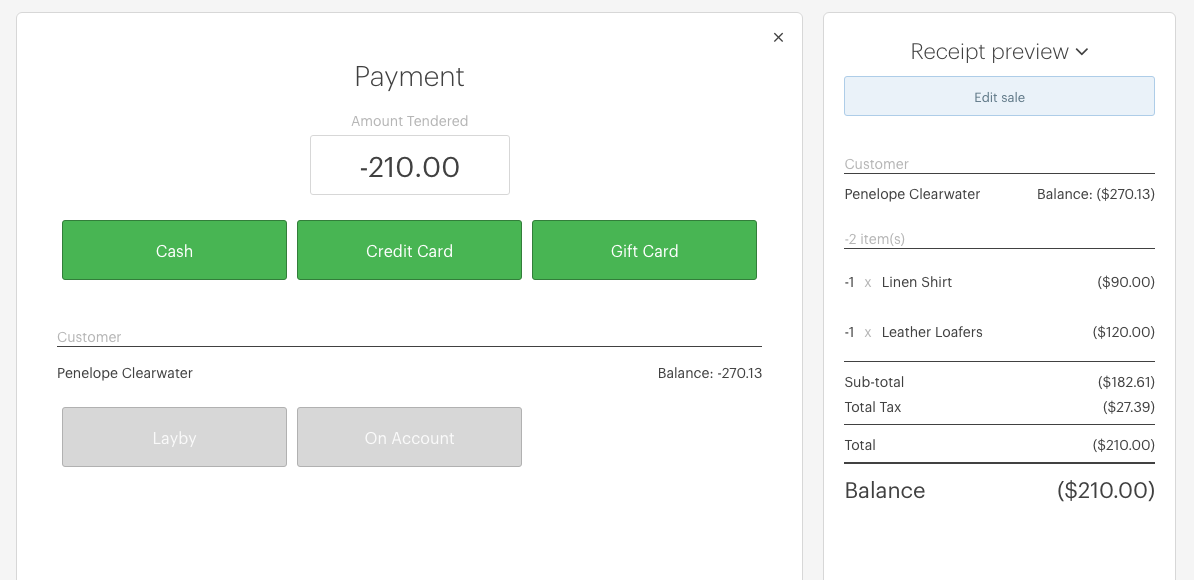 ×
Payment
Amount Tendered
-210.00
Cash Credit Card Gift Card
Customer
Penelope Clearwater Balance: -270.13
Layby On Account
Receipt preview
Edit sale
Customer
Penelope Clearwater Balance: ($270.13)
-2 item(s)
-1 x Linen Shirt ($90.00)
-1 x Leather Loafers ($120.00)
Sub-total ($182.61)
Total Tax ($27.39)
Total ($210.00)
Balance ($210.00)